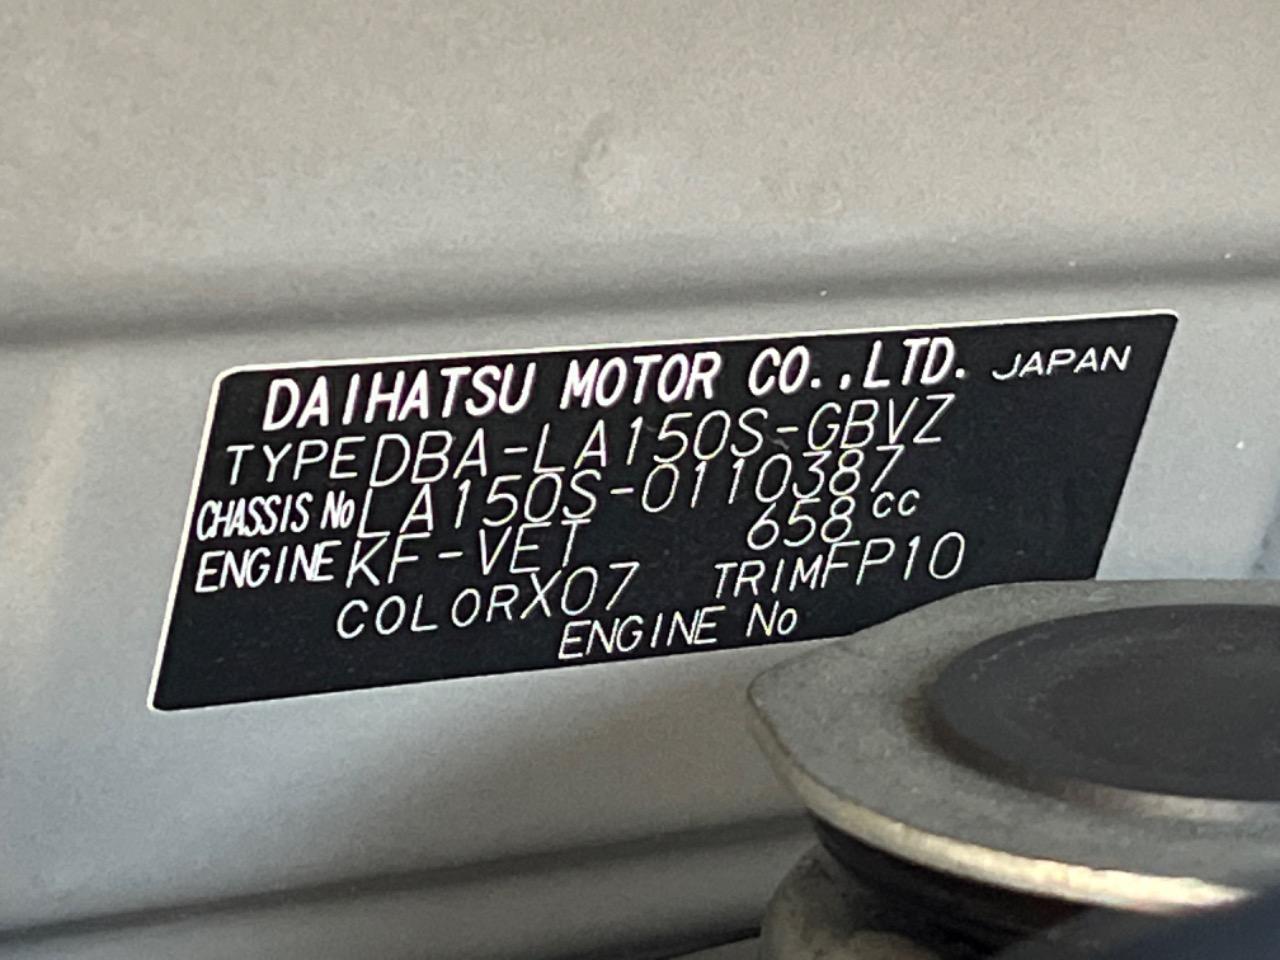 DAIHATSU MOTOR CO.,LTD. JAPAN
TYPE DBA-LA150S-GBVZ
CHASSIS No LA150S-0110387
ENGINE KF-VET 658cc
COLOR X07 TRIM FP10
ENGINE No